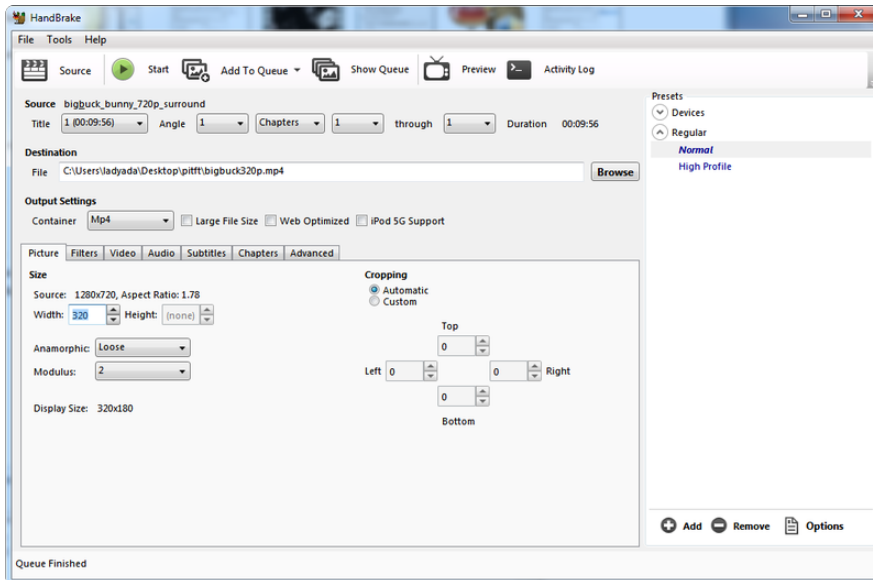 HandBrake
File Tools Help
Source Start Add To Queue Show Queue Preview Activity Log
Source bigbuck_bunny_720p_surround
Title 1 (00:09:56) Angle 1 Chapters 1 through 1 Duration 00:09:56
Destination
File C:\Users\ladyada\Desktop\pitft\bigbuck320p.mp4 Browse
Output Settings
Container Mp4 Large File Size Web Optimized iPod 5G Support
Picture Filters Video Audio Subtitles Chapters Advanced
Size
Source: 1280x720, Aspect Ratio: 1.78
Width: 320 Height: (none)
Anamorphic: Loose
Modulus: 2
Display Size: 320x180
Cropping
Automatic
Custom
Top
0
Left 0 0 Right
0
Bottom
Presets
Devices
Regular
Normal
High Profile
Add Remove Options
Queue Finished